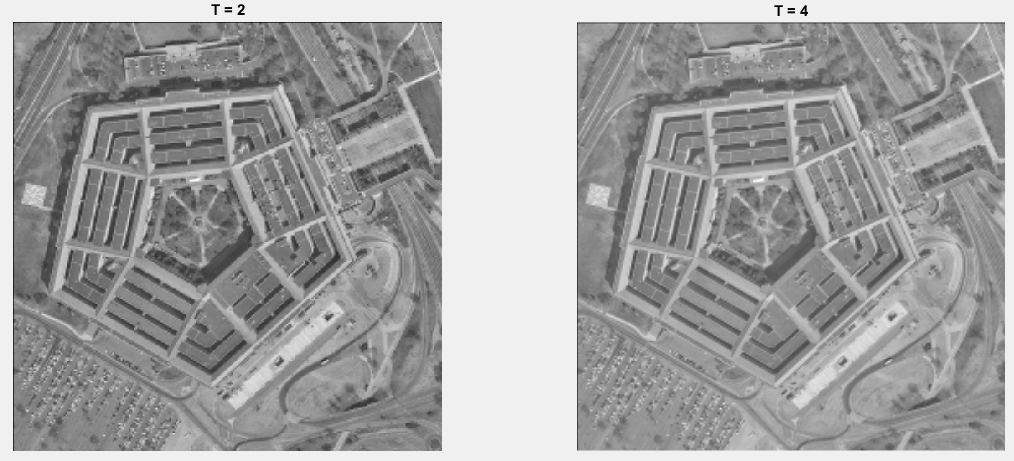 T = 2
T = 4